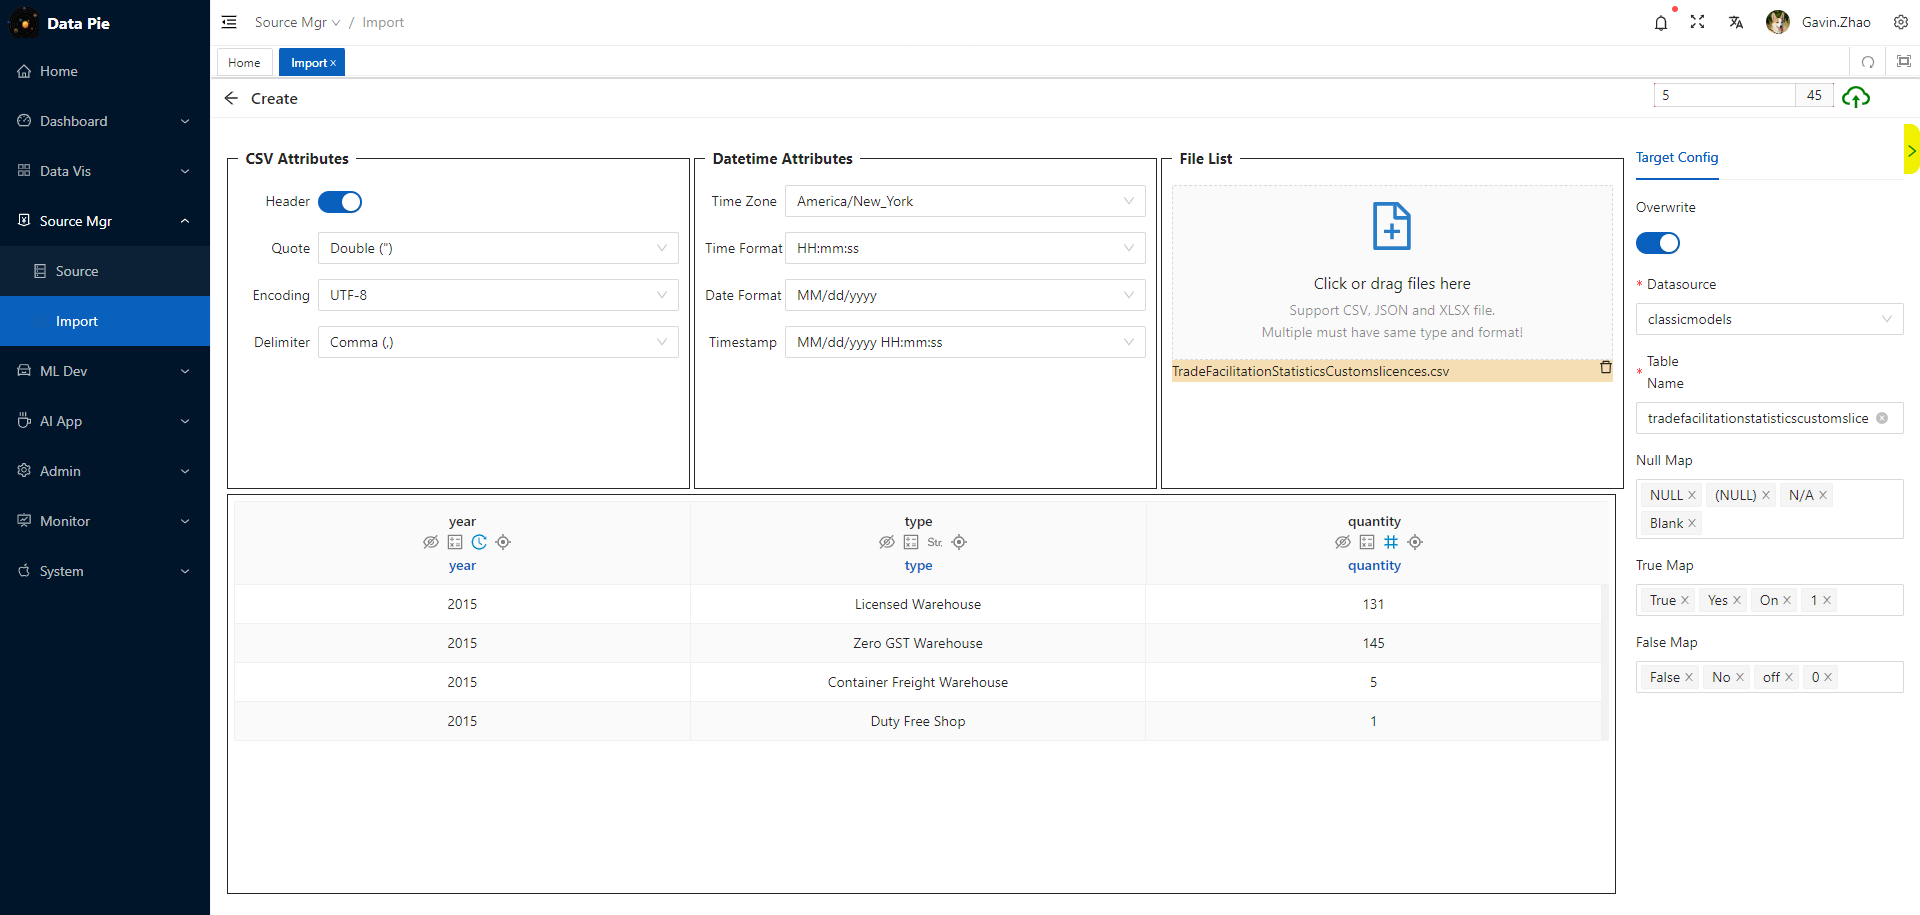 Data Pie
Source Mgr / Import
Gavin.Zhao
Home
Import ×
Create
5 45
Home
Dashboard
Data Vis
Source Mgr
Source
Import
ML Dev
AI App
Admin
Monitor
System
CSV Attributes
Header
Quote Double (")
Encoding UTF-8
Delimiter Comma (,)
Datetime Attributes
Time Zone America/New_York
Time Format HH:mm:ss
Date Format MM/dd/yyyy
Timestamp MM/dd/yyyy HH:mm:ss
File List
Click or drag files here
Support CSV, JSON and XLSX file.
Multiple must have same type and format!
TradeFacilitationStatisticsCustomslicences.csv
year type quantity
Str.
year type quantity
2015 Licensed Warehouse 131
2015 Zero GST Warehouse 145
2015 Container Freight Warehouse 5
2015 Duty Free Shop 1
Target Config
Overwrite
* Datasource
classicmodels
* Table
Name
tradefacilitationstatisticscustomslice
Null Map
NULL × (NULL) × N/A ×
Blank ×
True Map
True × Yes × On × 1 ×
False Map
False × No × off × 0 ×